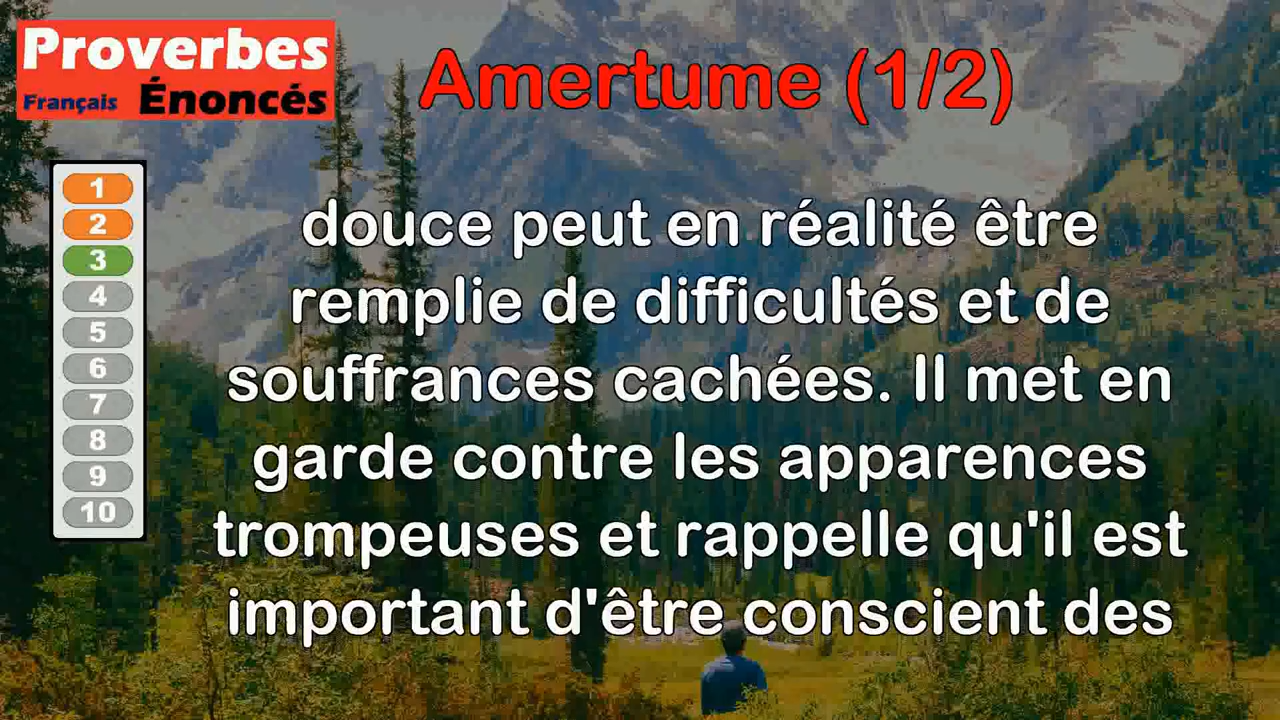 Proverbes
Français Énoncés
Amertume (1/2)
1
2
3
4
5
6
7
8
9
10
douce peut en réalité être
remplie de difficultés et de
souffrances cachées. Il met en
garde contre les apparences
trompeuses et rappelle qu'il est
important d'être conscient des